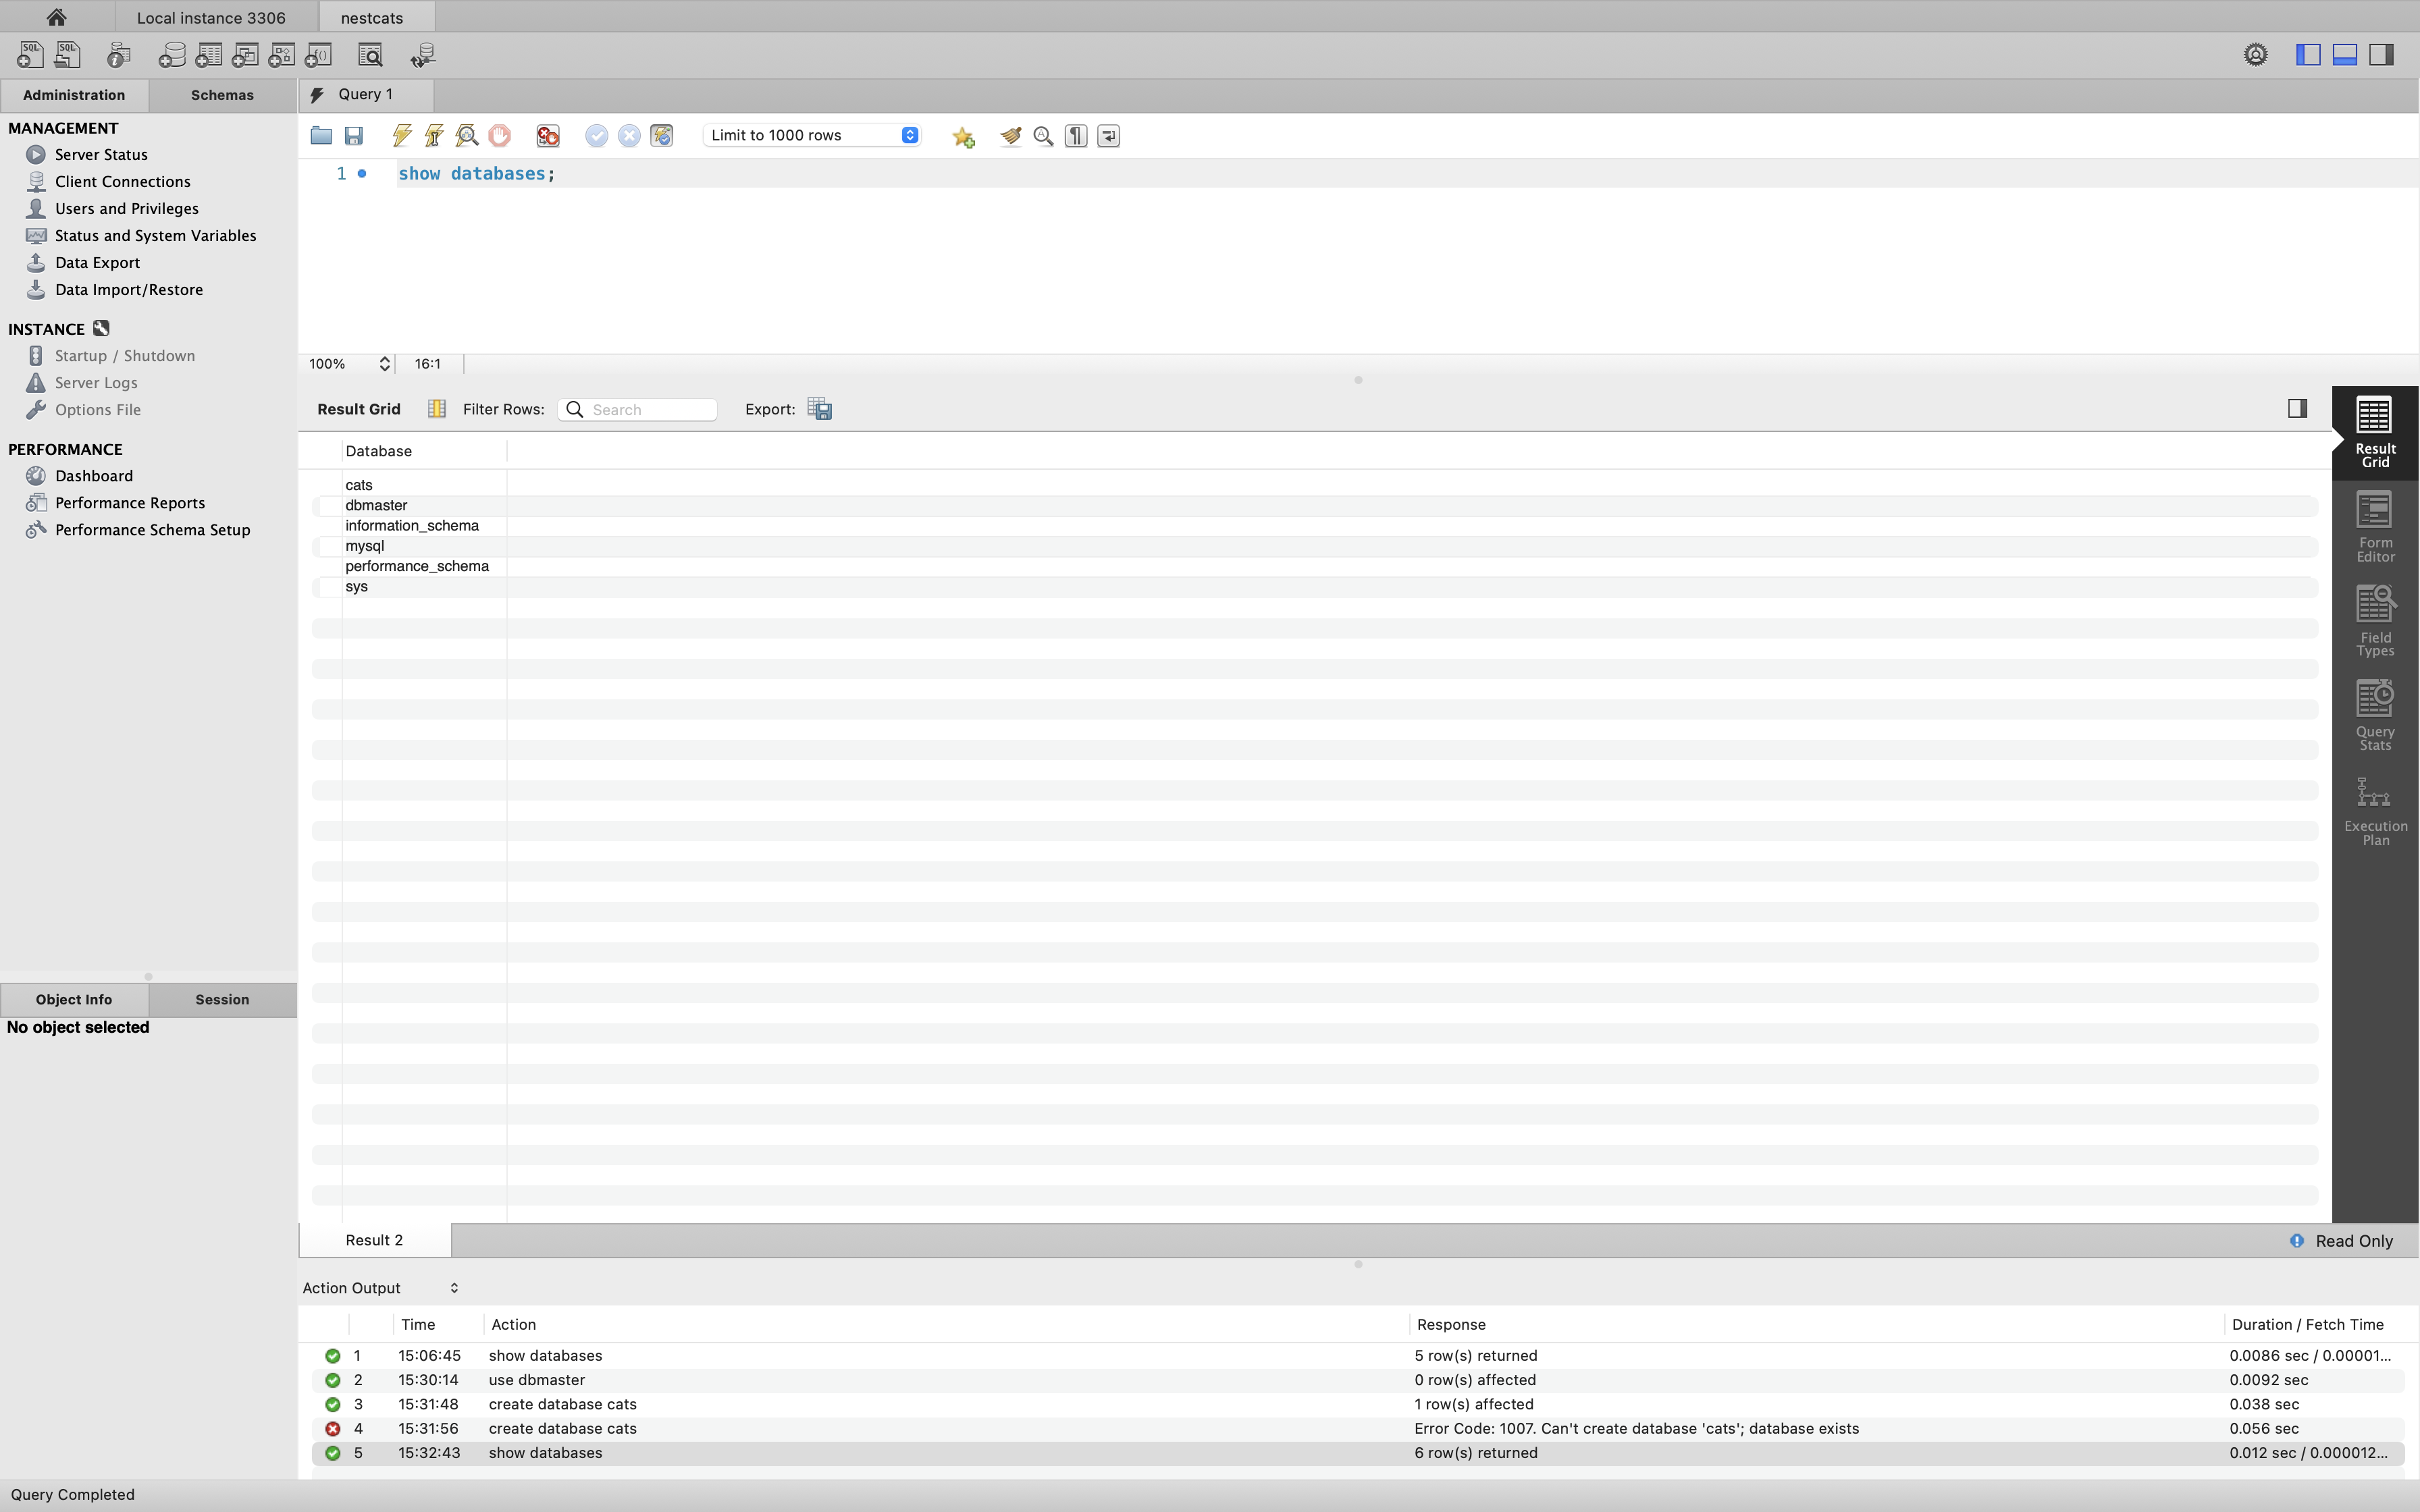 Local instance 3306
nestcats
Administration
Schemas
Query 1
MANAGEMENT
Server Status
Client Connections
Users and Privileges
Status and System Variables
Data Export
Data Import/Restore
INSTANCE
Startup / Shutdown
Server Logs
Options File
PERFORMANCE
Dashboard
Performance Reports
Performance Schema Setup
Limit to 1000 rows
1
show databases;
100%
16:1
Result Grid
Filter Rows:
Search
Export:
Database
cats
dbmaster
information_schema
mysql
performance_schema
sys
Result
Grid
Form
Editor
Field
Types
Query
Stats
Execution
Plan
Object Info
Session
No object selected
Result 2
Read Only
Action Output
Time Action Response Duration / Fetch Time
1 15:06:45 show databases 5 row(s) returned 0.0086 sec / 0.00001...
2 15:30:14 use dbmaster 0 row(s) affected 0.0092 sec
3 15:31:48 create database cats 1 row(s) affected 0.038 sec
4 15:31:56 create database cats Error Code: 1007. Can't create database 'cats'; database exists 0.056 sec
5 15:32:43 show databases 6 row(s) returned 0.012 sec / 0.000012...
Query Completed